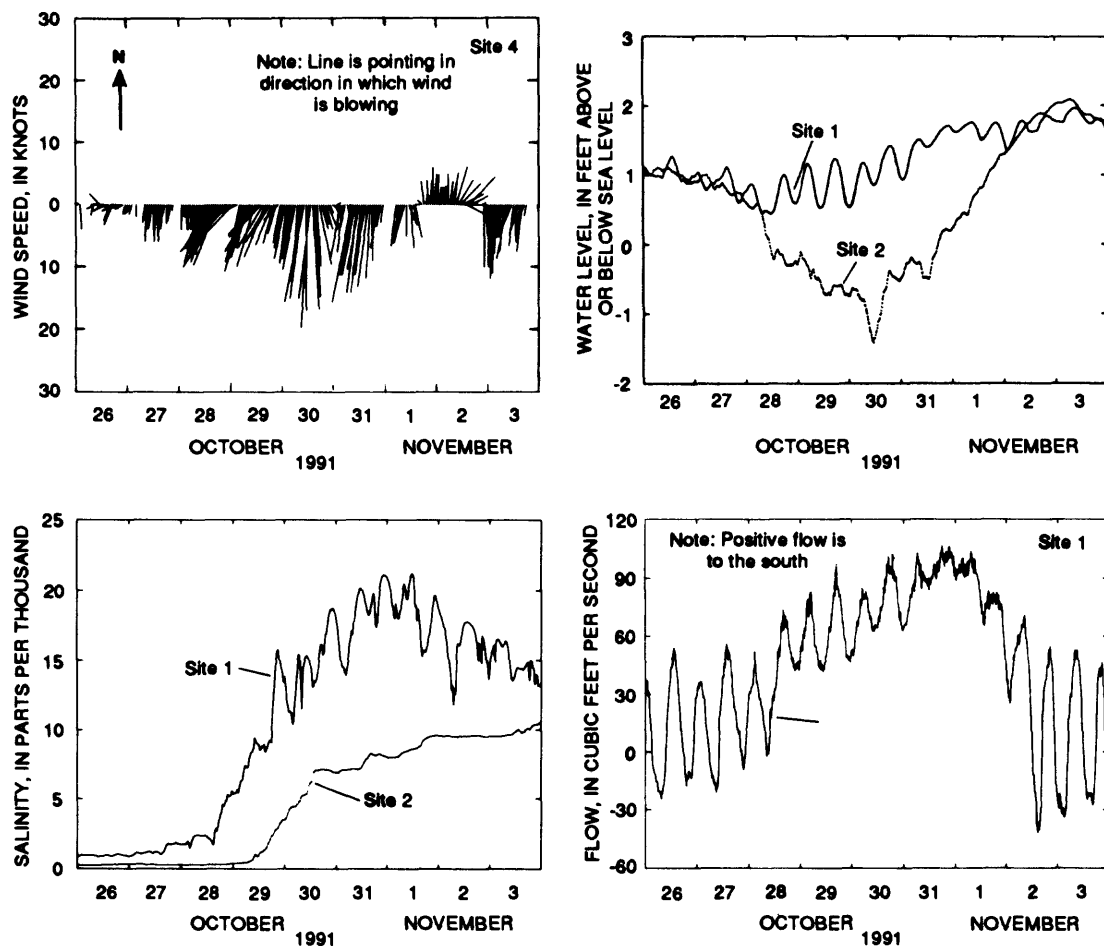 WIND SPEED, IN KNOTS
30
20
10
0
10
20
30
N
Note: Line is pointing in
direction in which wind
is blowing
Site 4
26 27 28 29 30 31 1 2 3
OCTOBER NOVEMBER
1991
WATER LEVEL, IN FEET ABOVE
OR BELOW SEA LEVEL
3
2
1
0
-1
-2
Site 1
Site 2
26 27 28 29 30 31 1 2 3
OCTOBER NOVEMBER
1991
SALINITY, IN PARTS PER THOUSAND
25
20
15
10
5
0
Site 1
Site 2
26 27 28 29 30 31 1 2 3
OCTOBER NOVEMBER
1991
FLOW, IN CUBIC FEET PER SECOND
120
90
60
30
0
-30
-60
Note: Positive flow is
to the south
Site 1
26 27 28 29 30 31 1 2 3
OCTOBER NOVEMBER
1991